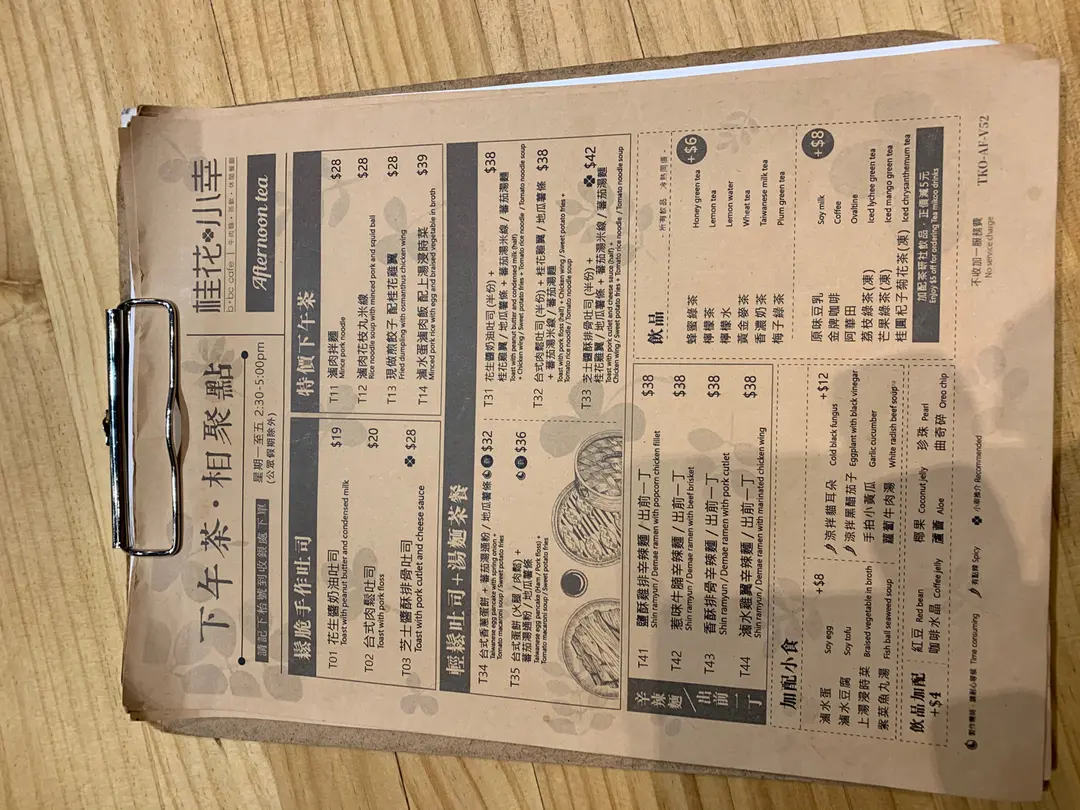 下午茶·相聚點
請記下枱號到收銀處下單
星期一至五 2:30-5:00pm
(公眾假期除外)
桂花小幸
b+bc cafe
Afternoon tea
鬆脆手作吐司
T01 花生醬奶油吐司 $19
Toast with peanut butter and condensed milk
T02 台式肉鬆吐司 $20
Toast with pork floss
T03 芝士醬酥排骨吐司 $28
Toast with pork cutlet and cheese sauce
特價下午茶
T11 滷肉拌麵 $28
Mince pork noodle
T12 滷肉花枝丸米線 $28
Rice noodle soup with minced pork and squid ball
T13 現做煎餃子 配桂花雞翼 $28
Fried dumpling with osmanthus chicken wing
T14 滷水蛋滷肉飯 配上湯浸時菜 $39
Minced pork rice with egg and braised vegetable in broth
輕鬆吐司+湯麵茶餐
T34 台式香蔥蛋餅 + 蕃茄湯通粉 / 地瓜薯條 $32
Taiwanese egg pancake with spring onion +
Tomato macaroni soup / Sweet potato fries
T35 台式蛋餅 (火腿 / 肉鬆) + $36
蕃茄湯通粉 / 地瓜薯條
Taiwanese egg pancake (Ham / Pork floss) +
Tomato macaroni soup / Sweet potato fries
T31 花生醬奶油吐司 (半份) + $38
桂花雞翼 / 地瓜薯條 + 蕃茄湯米線 / 蕃茄湯麵
Toast with peanut butter and condensed milk (half)
+ Chicken wing / Sweet potato fries + Tomato rice noodle / Tomato noodle soup
T32 台式肉鬆吐司 (半份) + 桂花雞翼 / 地瓜薯條 $38
+ 蕃茄湯米線 / 蕃茄湯麵
Toast with pork floss (half) + Chicken wing / Sweet potato fries +
Tomato rice noodle / Tomato noodle soup
T33 芝士醬酥排骨吐司 (半份) + $42
桂花雞翼 / 地瓜薯條 + 蕃茄湯米線 / 蕃茄湯麵
Toast with pork cutlet and cheese sauce (half) +
Chicken wing / Sweet potato fries + Tomato rice noodle / Tomato noodle soup
辛辣麵/出前一丁
T41 鹽酥雞排辛辣麵 / 出前一丁 $38
Shin ramyun / Demae ramen with popcorn chicken fillet
T42 惹味牛腩辛辣麵 / 出前一丁 $38
Shin ramyun / Demae ramen with beef brisket
T43 香酥排骨辛辣麵 / 出前一丁 $38
Shin ramyun / Demae ramen with pork cutlet
T44 滷水雞翼辛辣麵 / 出前一丁 $38
Shin ramyun / Demae ramen with marinated chicken wing
飲品
所有飲品 冷熱同價
+$6
蜂蜜綠茶 Honey green tea
檸檬茶 Lemon tea
檸檬水 Lemon water
黃金麥茶 Wheat tea
香濃奶茶 Taiwanese milk tea
梅子綠茶 Plum green tea
+$8
原味豆乳 Soy milk
金牌咖啡 Coffee
阿華田 Ovaltine
荔枝綠茶(凍) Iced lychee green tea
芒果綠茶(凍) Iced mango green tea
桂圓杞子菊花茶(凍) Iced chrysanthemum tea
加配茶研社飲品，正價減5元
Enjoy $5 off for ordering Tea mikoo drinks
加配小食
+$8
滷水蛋 Soy egg
滷水豆腐 Soy tofu
上湯浸時菜 Braised vegetable in broth
紫菜魚丸湯 Fish ball seaweed soup
+$12
涼拌貓耳朵 Cold black fungus
涼拌黑醋茄子 Eggplant with black vinegar
手拍小黃瓜 Garlic cucumber
蘿蔔牛肉湯 White radish beef soup
飲品加配
+$4
紅豆 Red bean 椰果 Coconut jelly 珍珠 Pearl
咖啡水晶 Coffee jelly 蘆薈 Aloe 曲奇碎 Oreo chip
製作需時，請耐心等候 Time consuming 有點辣 Spicy 小幸推介 Recommended
不收加一服務費
No service charge
TKO-AF-V52